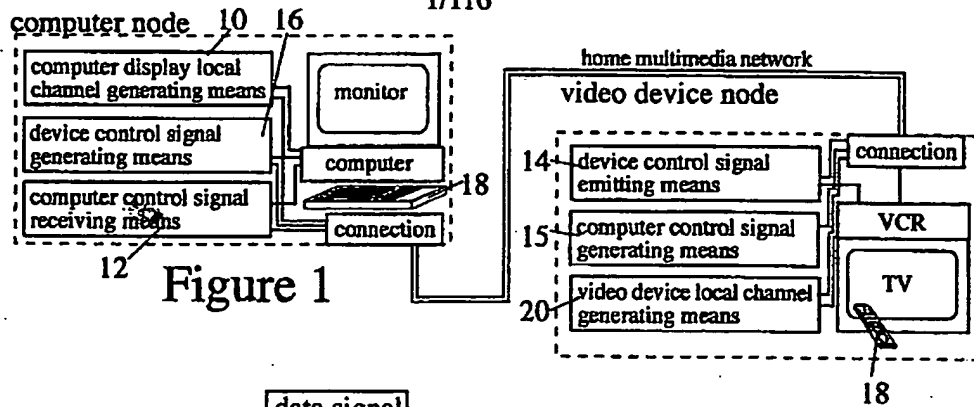 1/116
computer node
10
16
computer display local
channel generating means
device control signal
generating means
computer control signal
receiving means
12
monitor
computer
18
connection
Figure 1
home multimedia network
video device node
14
device control signal
emitting means
15
computer control signal
generating means
20
video device local channel
generating means
connection
VCR
TV
18
data signal